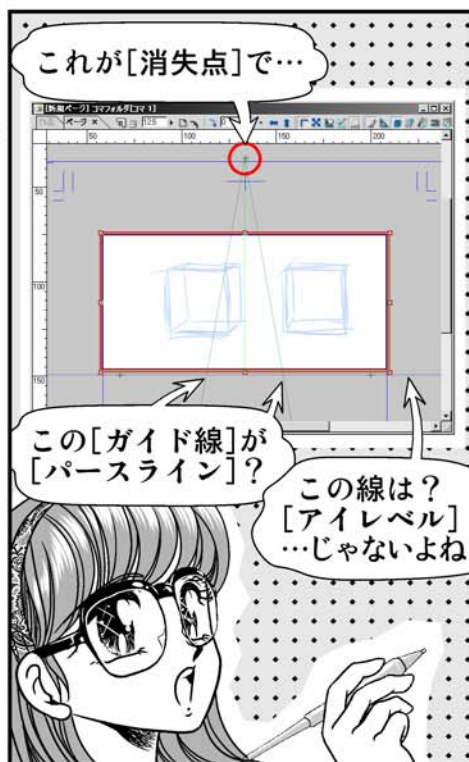 これが[消失点]で…
[新規ページ] コマフォルダ[コマ 1]
ページ
125
50
100
150
200
50
100
150
この[ガイド線]が
[パースライン]?
この線は?
[アイレベル]
…じゃないよね